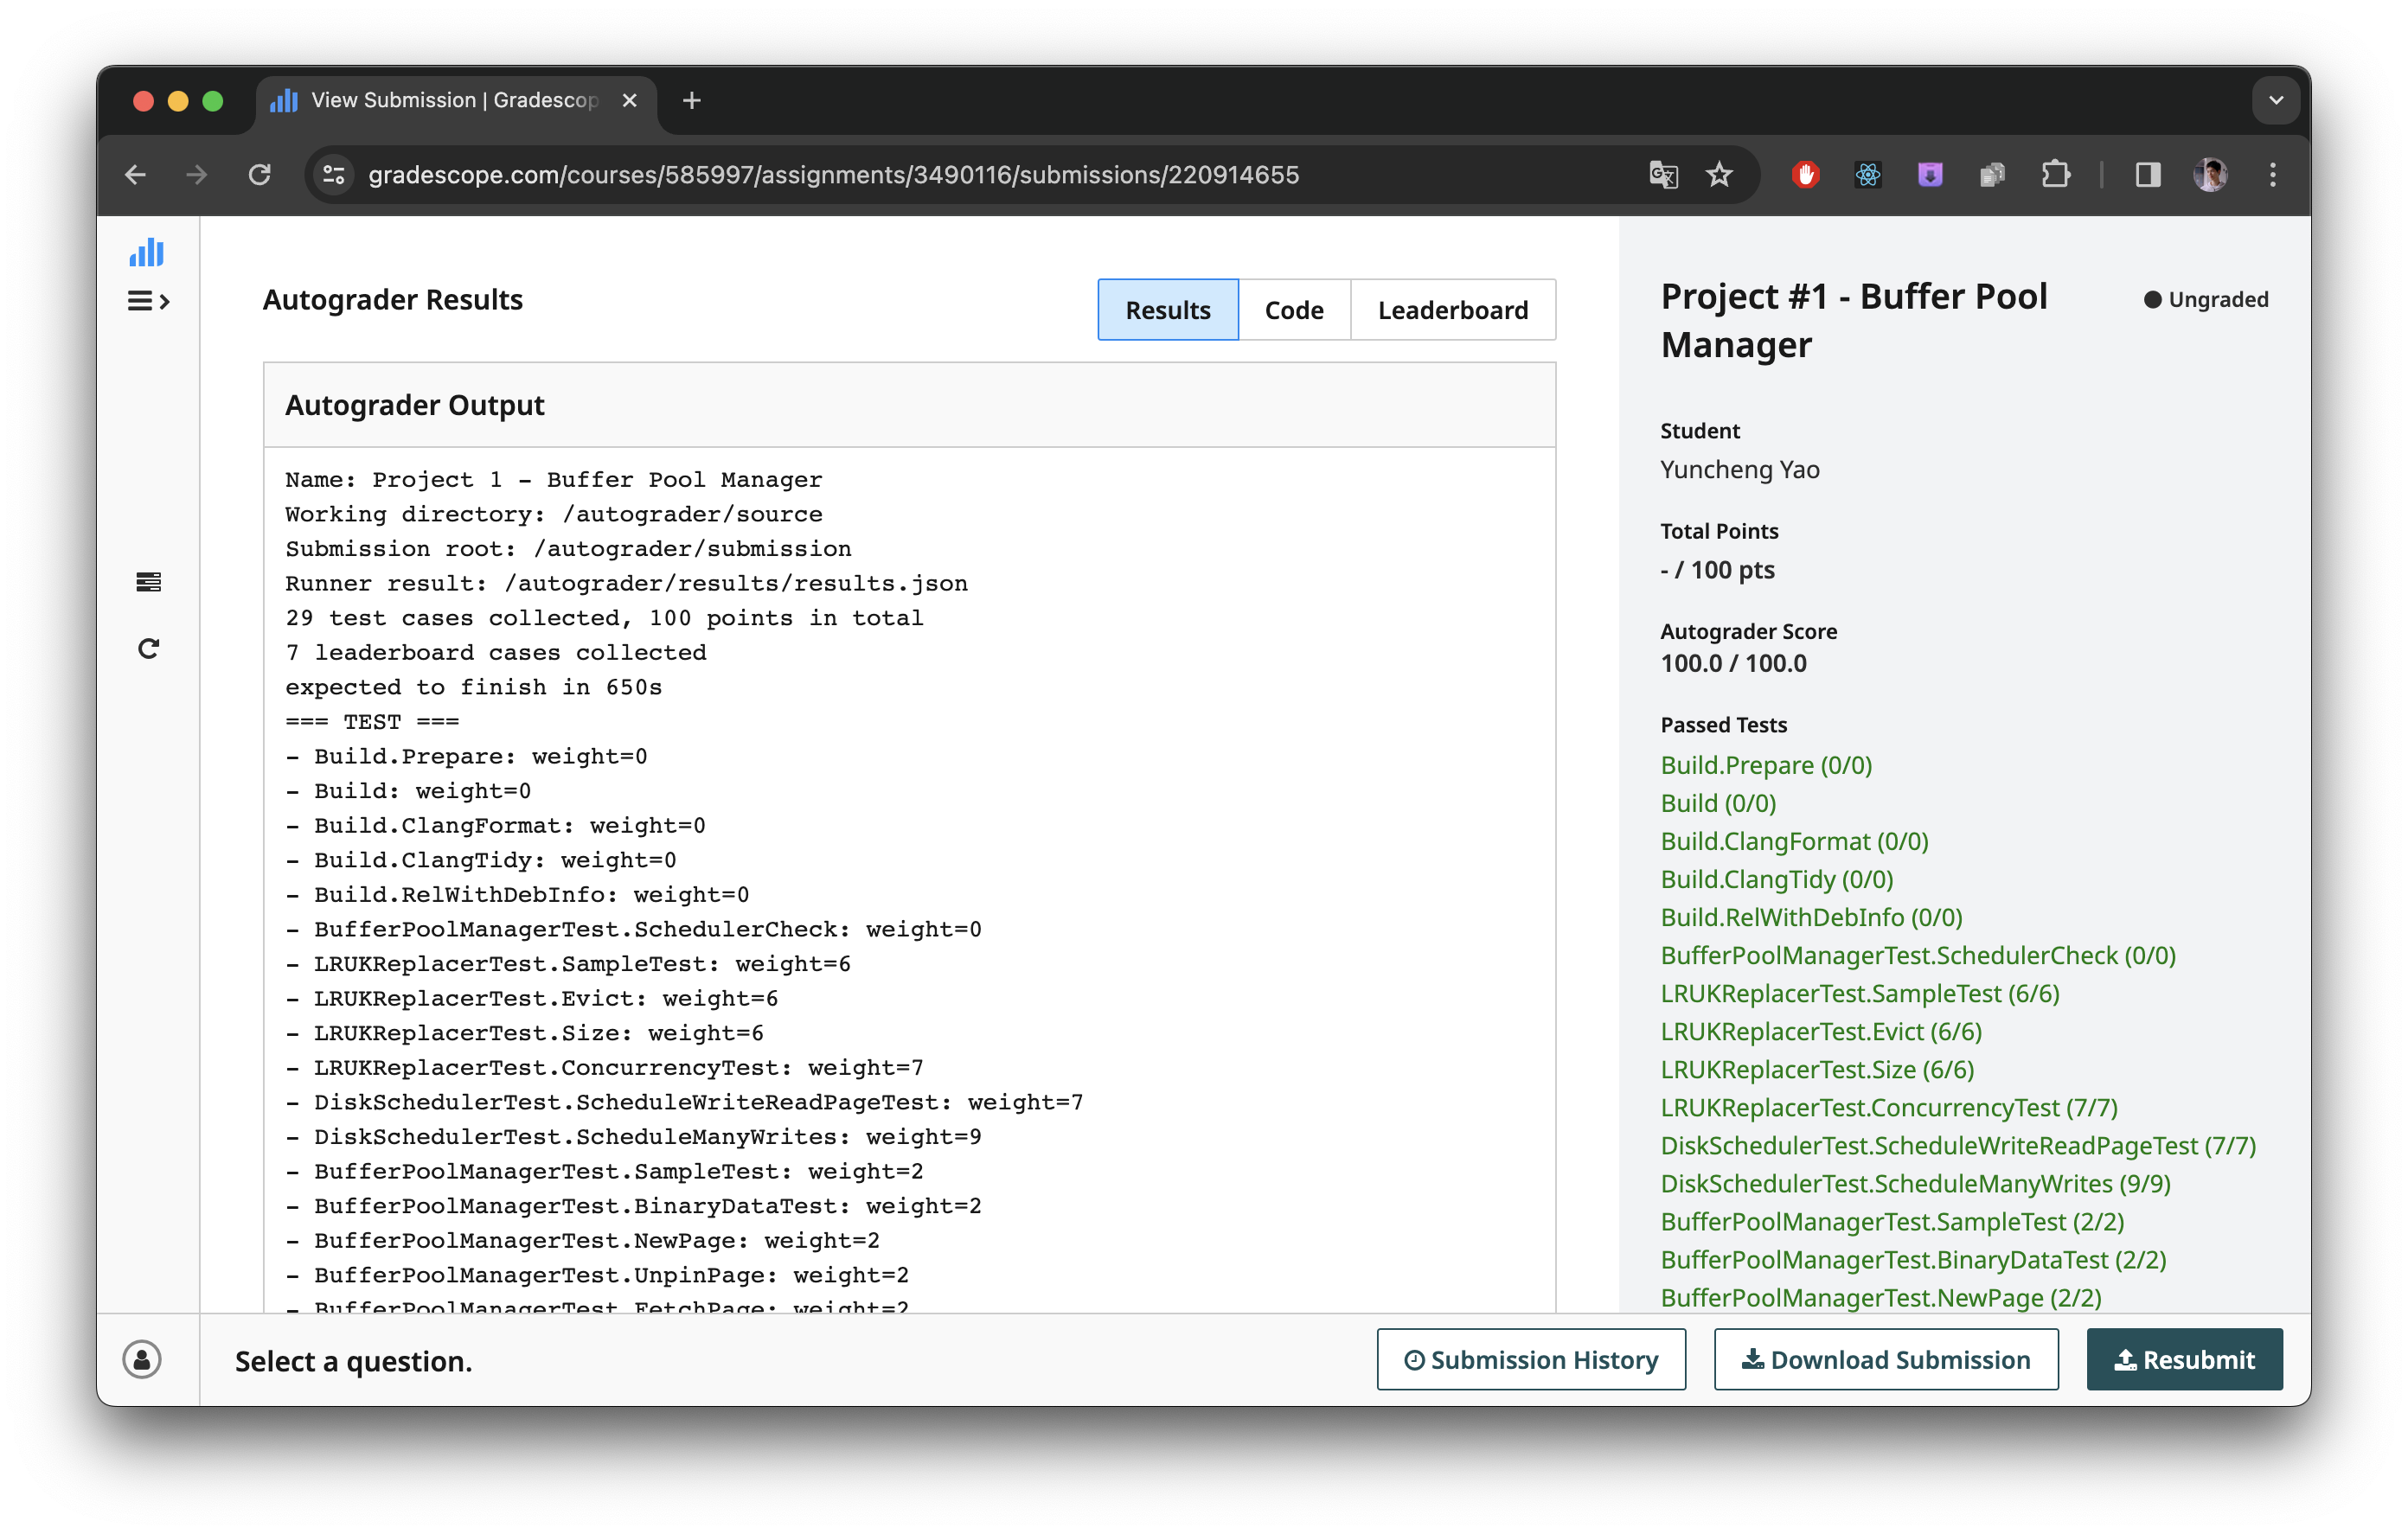 View Submission | Gradescop
gradescope.com/courses/585997/assignments/3490116/submissions/220914655
Autograder Results
Results
Code
Leaderboard
Autograder Output
Name: Project 1 - Buffer Pool Manager
Working directory: /autograder/source
Submission root: /autograder/submission
Runner result: /autograder/results/results.json
29 test cases collected, 100 points in total
7 leaderboard cases collected
expected to finish in 650s
=== TEST ===
- Build.Prepare: weight=0
- Build: weight=0
- Build.ClangFormat: weight=0
- Build.ClangTidy: weight=0
- Build.RelWithDebInfo: weight=0
- BufferPoolManagerTest.SchedulerCheck: weight=0
- LRUKReplacerTest.SampleTest: weight=6
- LRUKReplacerTest.Evict: weight=6
- LRUKReplacerTest.Size: weight=6
- LRUKReplacerTest.ConcurrencyTest: weight=7
- DiskSchedulerTest.ScheduleWriteReadPageTest: weight=7
- DiskSchedulerTest.ScheduleManyWrites: weight=9
- BufferPoolManagerTest.SampleTest: weight=2
- BufferPoolManagerTest.BinaryDataTest: weight=2
- BufferPoolManagerTest.NewPage: weight=2
- BufferPoolManagerTest.UnpinPage: weight=2
- BufferPoolManagerTest.FetchPage: weight=2
Project #1 - Buffer Pool
Manager
Ungraded
Student
Yuncheng Yao
Total Points
- / 100 pts
Autograder Score
100.0 / 100.0
Passed Tests
Build.Prepare (0/0)
Build (0/0)
Build.ClangFormat (0/0)
Build.ClangTidy (0/0)
Build.RelWithDebInfo (0/0)
BufferPoolManagerTest.SchedulerCheck (0/0)
LRUKReplacerTest.SampleTest (6/6)
LRUKReplacerTest.Evict (6/6)
LRUKReplacerTest.Size (6/6)
LRUKReplacerTest.ConcurrencyTest (7/7)
DiskSchedulerTest.ScheduleWriteReadPageTest (7/7)
DiskSchedulerTest.ScheduleManyWrites (9/9)
BufferPoolManagerTest.SampleTest (2/2)
BufferPoolManagerTest.BinaryDataTest (2/2)
BufferPoolManagerTest.NewPage (2/2)
Select a question.
Submission History
Download Submission
Resubmit